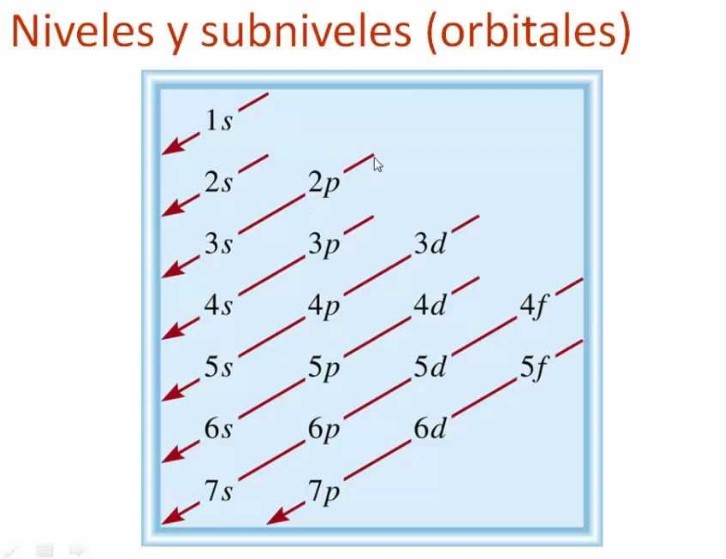 Niveles y subniveles (orbitales)
1s
2s 2p
3s 3p 3d
4s 4p 4d 4f
5s 5p 5d 5f
6s 6p 6d
7s 7p